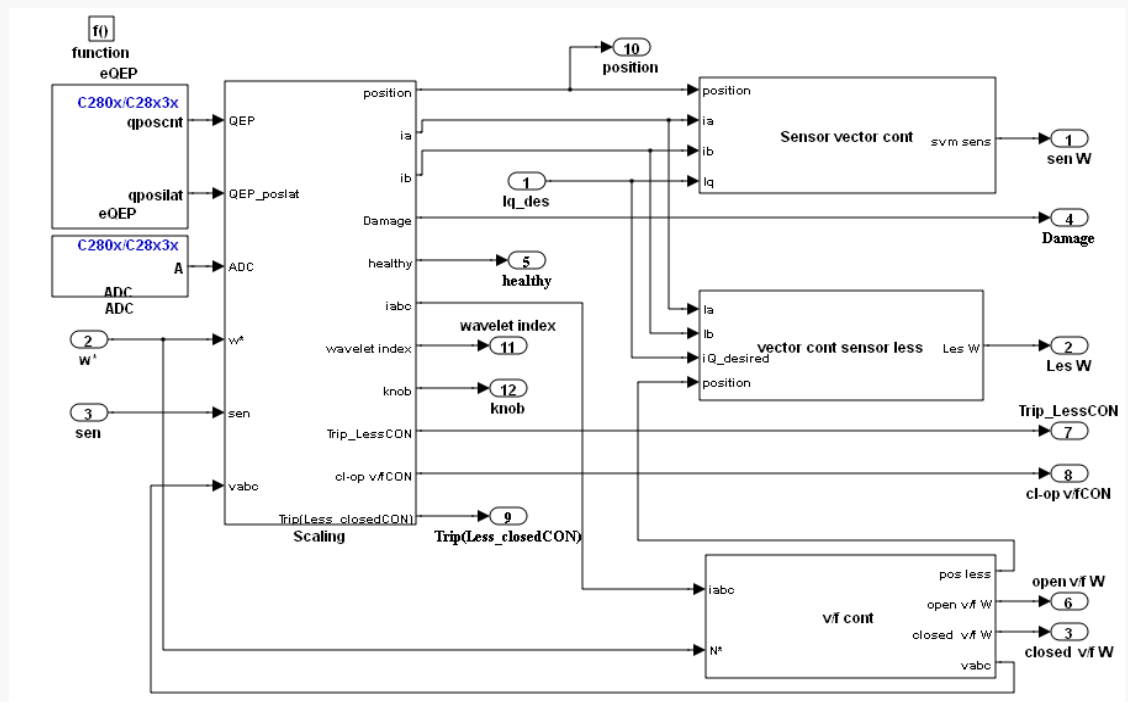 f()
function
eQEP
C280x/C28x3x
qposcnt
qposilat
eQEP
C280x/C28x3x
A
ADC
ADC
2
w*
3
sen
position
QEP
ia
ib
QEP_poslat
Damage
healthy
ADC
iabc
w*
wavelet index
knob
sen
Trip_LessCON
cl-op v/fCON
vabc
Trip(Less_closedCON)
Scaling
10
position
1
Iq_des
5
healthy
wavelet index
11
12
knob
9
Trip(Less_closedCON)
position
ia
ib
Iq
Sensor vector cont
svm sens
1
sen W
4
Damage
Ia
Ib
iQ_desired
position
vector cont sensor less
Les W
2
Les W
Trip_LessCON
7
8
cl-op v/fCON
iabc
N*
v/f cont
pos less
open v/f W
closed v/f W
vabc
open v/f W
6
3
closed v/f W